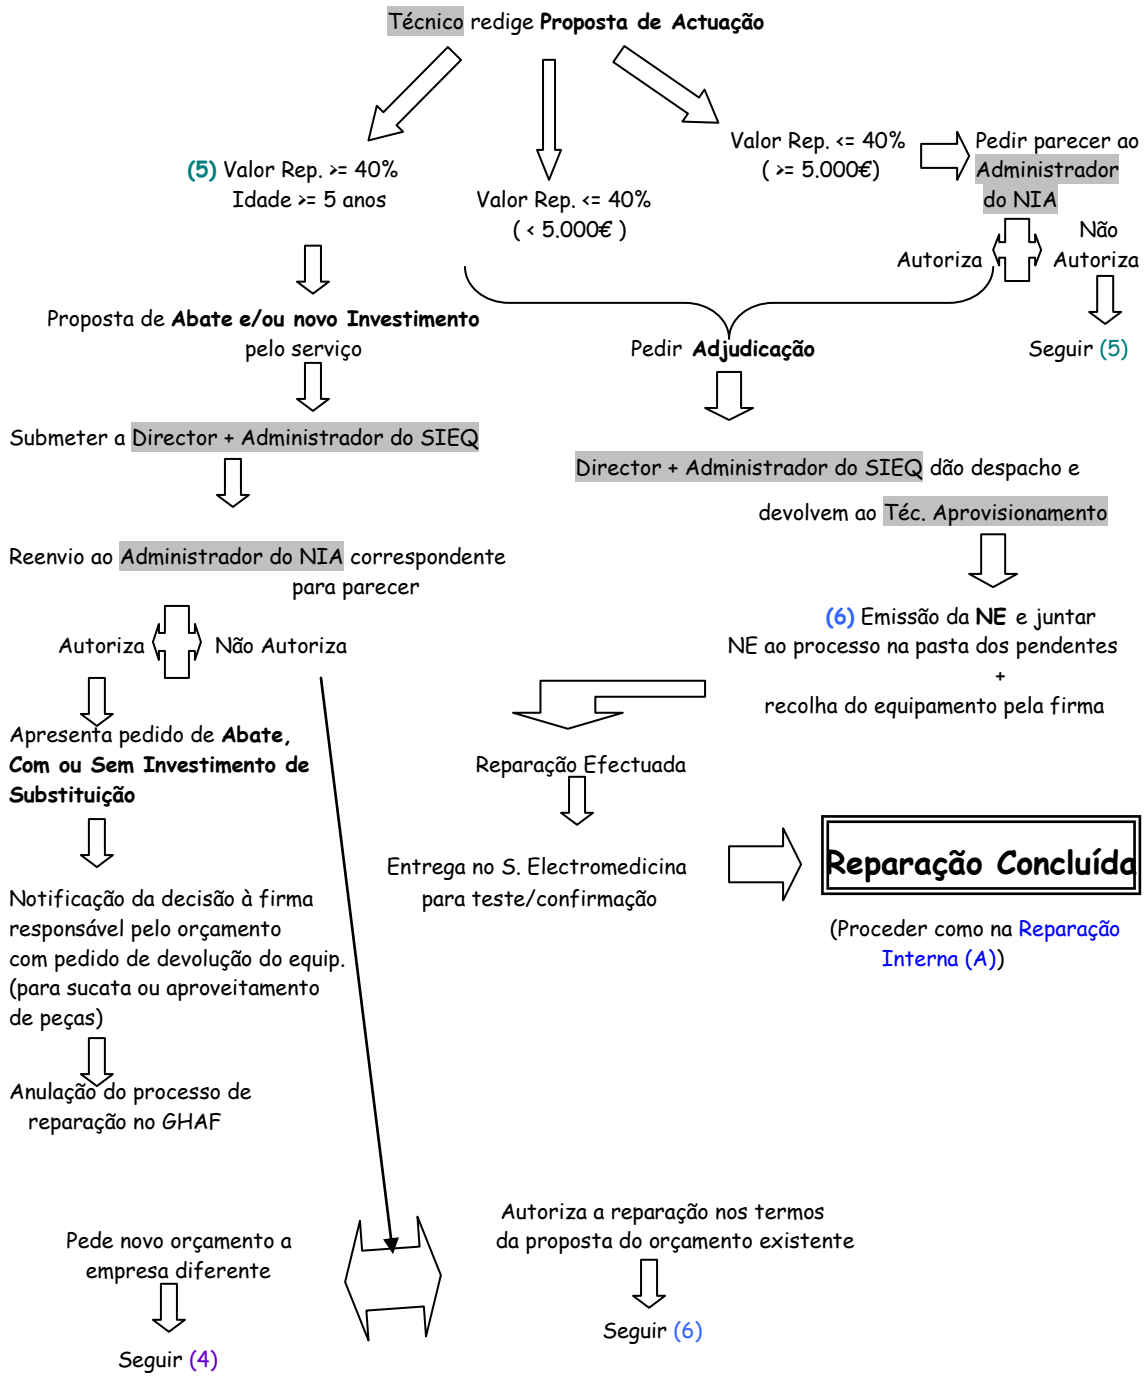 Técnico redige Proposta de Actuação
(5) Valor Rep. >= 40%
Idade >= 5 anos
Valor Rep. <= 40%
( < 5.000€ )
Valor Rep. <= 40%
( >= 5.000€)
Pedir parecer ao
Administrador
do NIA
Autoriza
Não
Autoriza
Seguir (5)
Proposta de Abate e/ou novo Investimento
pelo serviço
Pedir Adjudicação
Submeter a Director + Administrador do SIEQ
Director + Administrador do SIEQ dão despacho e
devolvem ao Téc. Aprovisionamento
Reenvio ao Administrador do NIA correspondente
para parecer
Autoriza
Não Autoriza
(6) Emissão da NE e juntar
NE ao processo na pasta dos pendentes
+
recolha do equipamento pela firma
Apresenta pedido de Abate,
Com ou Sem Investimento de
Substituição
Reparação Efectuada
Entrega no S. Electromedicina
para teste/confirmação
Reparação Concluída
(Proceder como na Reparação
Interna (A))
Notificação da decisão à firma
responsável pelo orçamento
com pedido de devolução do equip.
(para sucata ou aproveitamento
de peças)
Anulação do processo de
reparação no GHAF
Pede novo orçamento a
empresa diferente
Seguir (4)
Autoriza a reparação nos termos
da proposta do orçamento existente
Seguir (6)